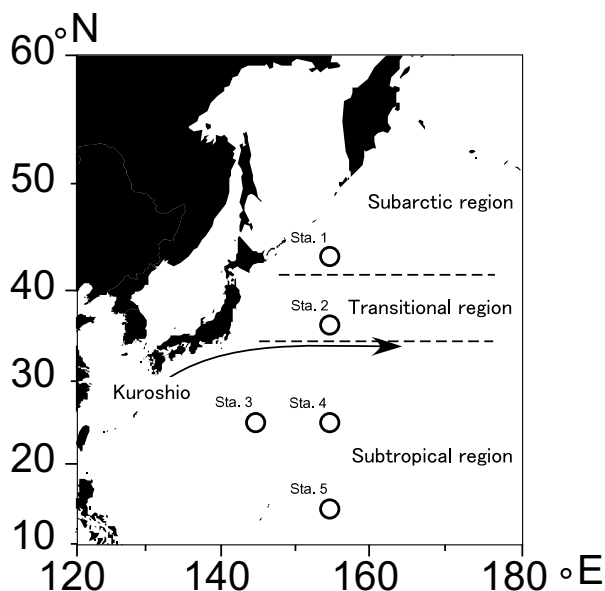 60°N
50
40
30
20
10
Subarctic region
Sta. 1
Sta. 2
Transitional region
Kuroshio
Sta. 3
Sta. 4
Subtropical region
Sta. 5
120
140
160
180
°E